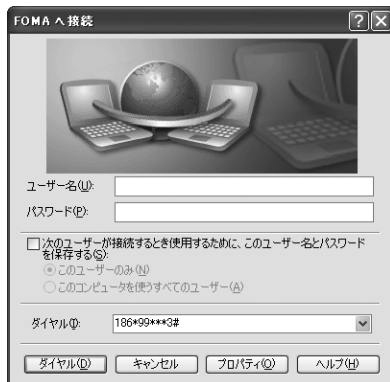 FOMA へ接続
ユーザー名(U):
パスワード(P):
次のユーザーが接続するとき使用するために、このユーザー名とパスワード
を保存する(S):
このユーザーのみ(N)
このコンピュータを使うすべてのユーザー(A)
ダイヤル(I): 186*99***3#
ダイヤル(D) キャンセル プロパティ(O) ヘルプ(H)